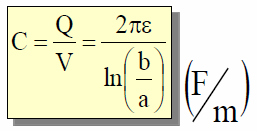 C = Q/V = 2πε / ln(b/a) (F/m)